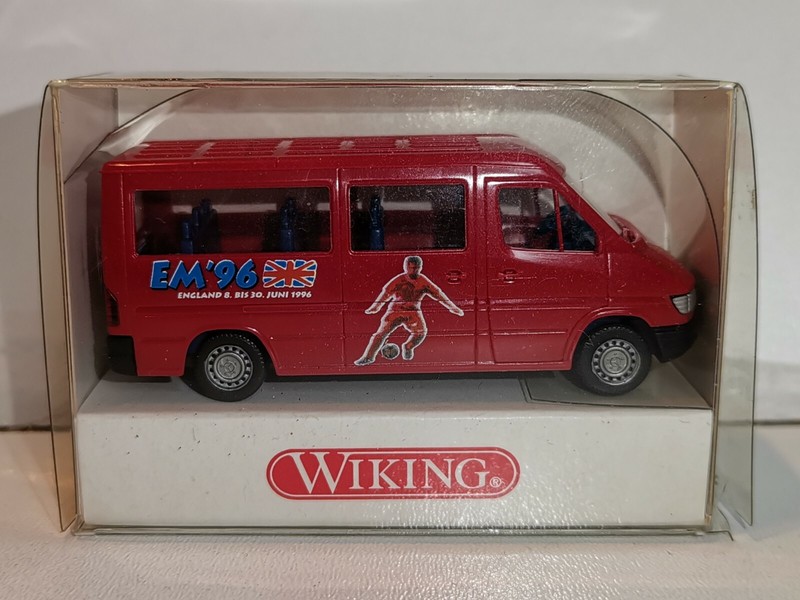 EM'96
ENGLAND 8. BIS 30. JUNI 1996
WIKING®